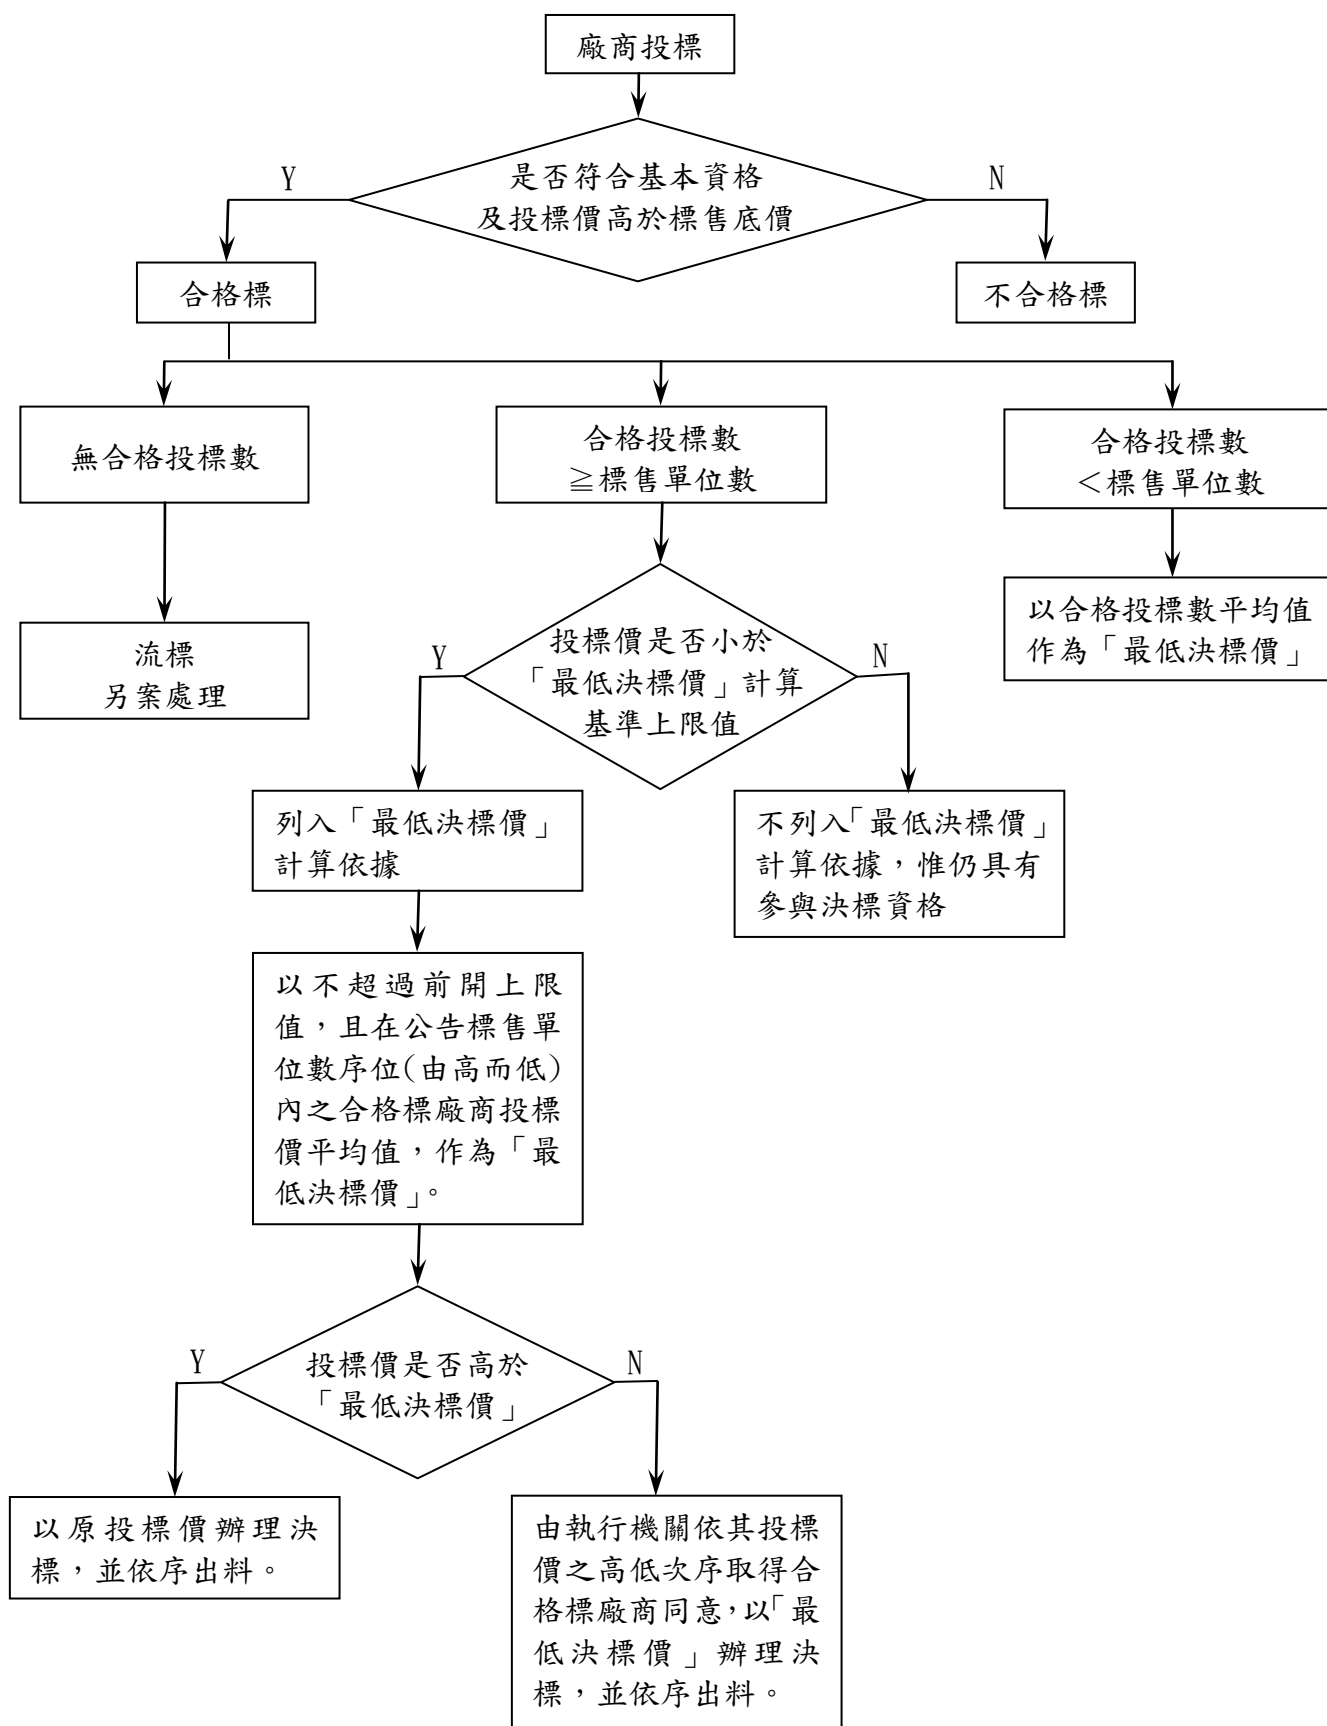 廠商投標
是否符合基本資格
及投標價高於標售底價
Y
N
合格標
不合格標
無合格投標數
合格投標數
≧標售單位數
合格投標數
＜標售單位數
流標
另案處理
投標價是否小於
「最低決標價」計算
基準上限值
Y
N
以合格投標數平均值
作為「最低決標價」
列入「最低決標價」
計算依據
不列入「最低決標價」
計算依據，惟仍具有
參與決標資格
以不超過前開上限
值，且在公告標售單
位數序位(由高而低)
內之合格標廠商投標
價平均值，作為「最
低決標價」。
投標價是否高於
「最低決標價」
Y
N
以原投標價辦理決
標，並依序出料。
由執行機關依其投標
價之高低次序取得合
格標廠商同意，以「最
低決標價」辦理決
標，並依序出料。